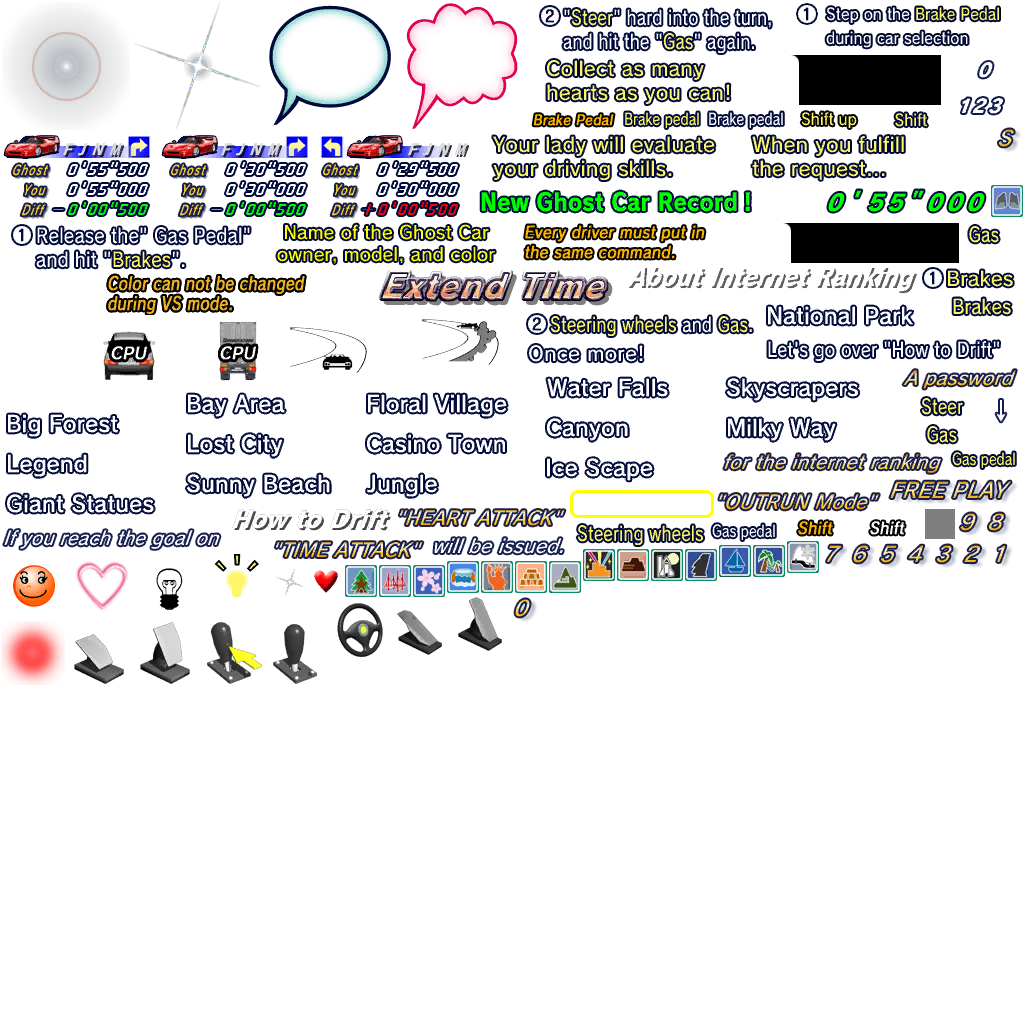 ② "Steer" hard into the turn,
and hit the "Gas" again.
① Step on the Brake Pedal
during car selection
Collect as many
hearts as you can!
0
123
Brake Pedal
Brake pedal
Brake pedal
Shift up
Shift
S
F J N M
Ghost 0'55"500
You 0'55"000
Diff -0'00"500
F J N M
Ghost 0'30"500
You 0'30"000
Diff -0'00"500
F J N M
Ghost 0'29"500
You 0'30"000
Diff +0'00"500
Your lady will evaluate
your driving skills.
When you fulfill
the request...
New Ghost Car Record !
0'55"000
① Release the" Gas Pedal"
and hit "Brakes".
Name of the Ghost Car
owner, model, and color
Every driver must put in
the same command.
Gas
Color can not be changed
during VS mode.
Extend Time
About Internet Ranking
① Brakes
Brakes
CPU
CPU
② Steering wheels and Gas.
Once more!
National Park
Let's go over "How to Drift"
Big Forest
Legend
Giant Statues
Bay Area
Lost City
Sunny Beach
Floral Village
Casino Town
Jungle
Water Falls
Canyon
Ice Scape
Skyscrapers
Milky Way
A password
Steer
↓
Gas
for the internet ranking
Gas pedal
FREE PLAY
"OUTRUN Mode"
How to Drift
"HEART ATTACK"
If you reach the goal on
"TIME ATTACK"
will be issued.
Steering wheels
Gas pedal
Shift
Shift
9 8
7 6 5 4 3 2 1
0